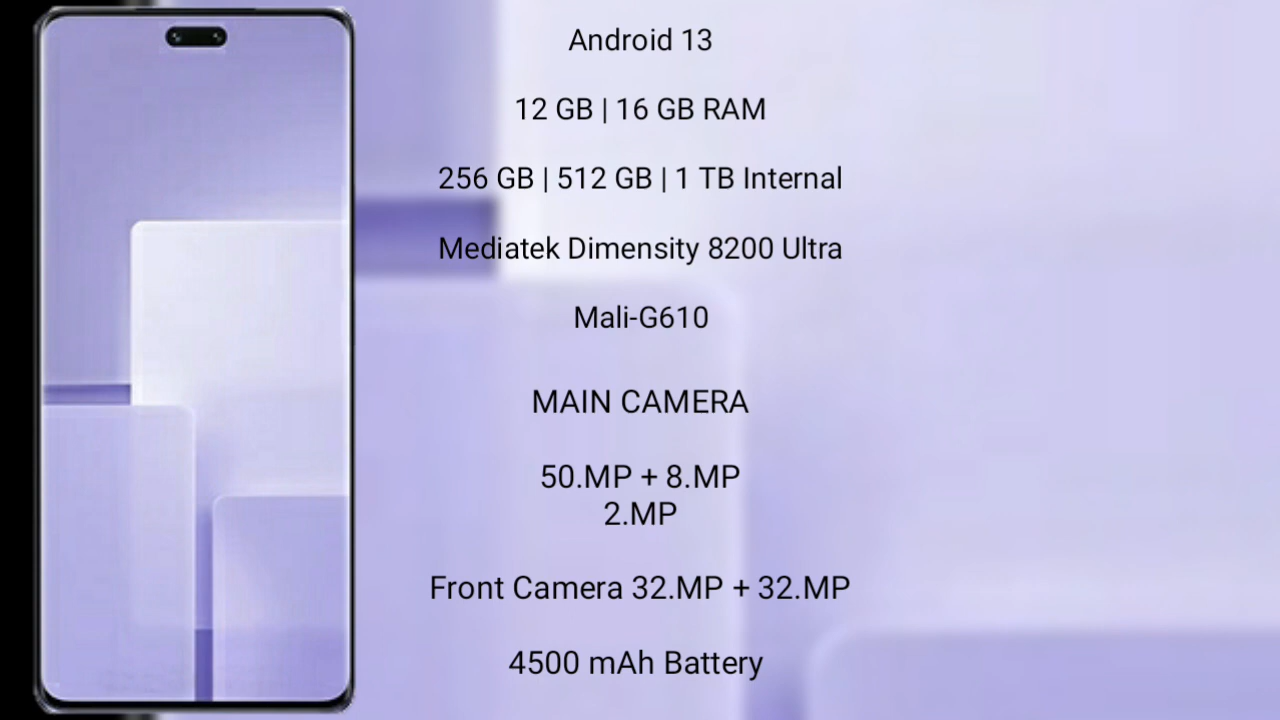 Android 13
12 GB | 16 GB RAM
256 GB | 512 GB | 1 TB Internal
Mediatek Dimensity 8200 Ultra
Mali-G610
MAIN CAMERA
50.MP + 8.MP
2.MP
Front Camera 32.MP + 32.MP
4500 mAh Battery